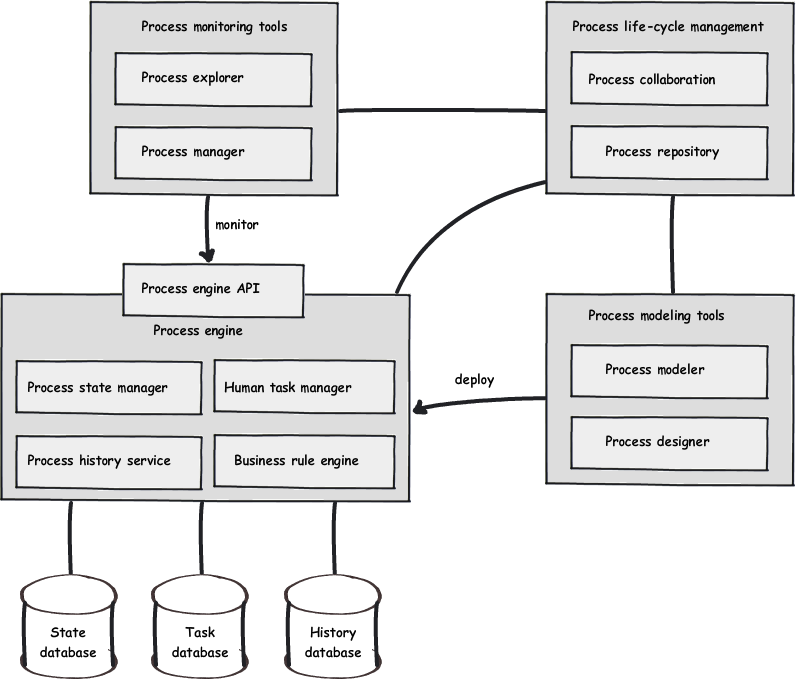 Process monitoring tools
Process explorer
Process manager
Process life-cycle management
Process collaboration
Process repository
monitor
Process engine API
Process engine
Process state manager
Human task manager
Process history service
Business rule engine
deploy
Process modeling tools
Process modeler
Process designer
State
database
Task
database
History
database